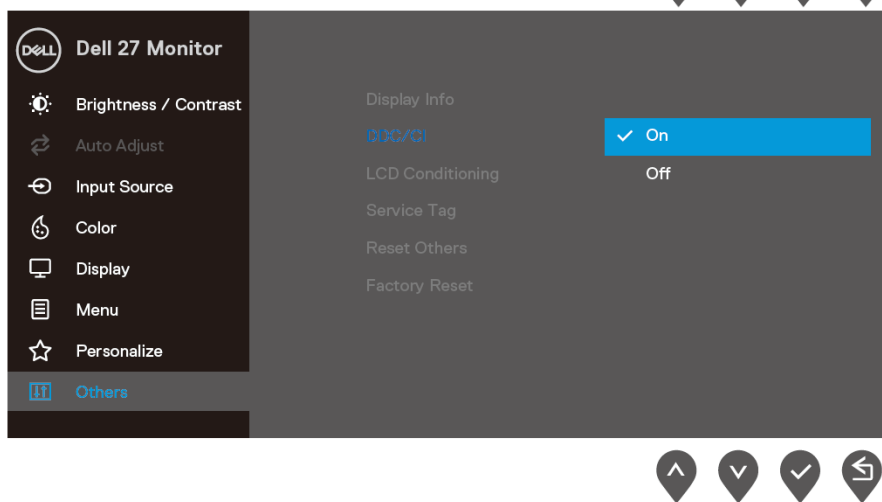 DELL
Dell 27 Monitor
Brightness / Contrast
Auto Adjust
Input Source
Color
Display
Menu
Personalize
Others
Display Info
DDC/CI
LCD Conditioning
Service Tag
Reset Others
Factory Reset
On
Off